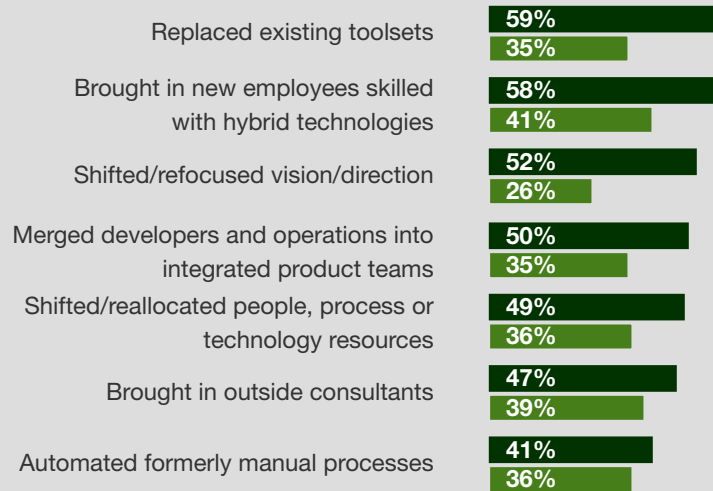 Replaced existing toolsets
59%
35%
Brought in new employees skilled
with hybrid technologies
58%
41%
Shifted/refocused vision/direction
52%
26%
Merged developers and operations into
integrated product teams
50%
35%
Shifted/reallocated people, process or
technology resources
49%
36%
Brought in outside consultants
47%
39%
Automated formerly manual processes
41%
36%